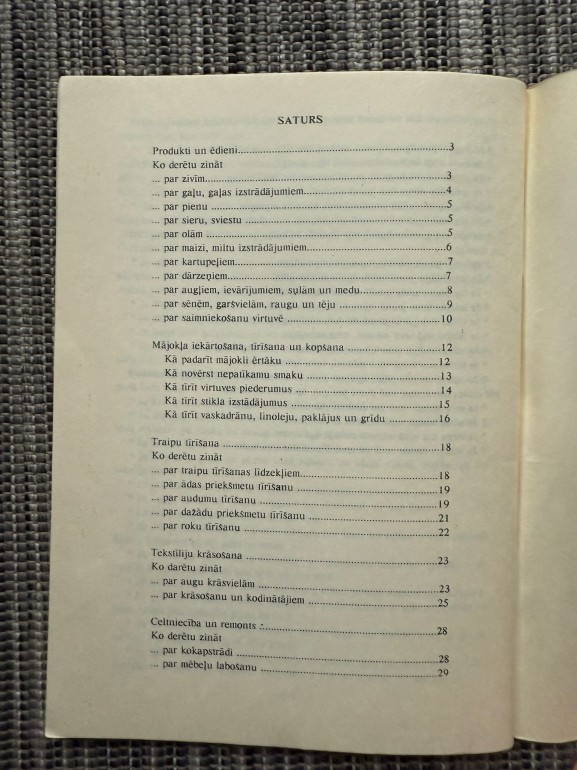 SATURS
Produkti un ēdieni........................................................3
Ko derētu zināt
... par zivīm................................................................3
... par gaļu, gaļas izstrādājumiem.....................................4
... par pienu ................................................................5
... par sieru, sviestu .....................................................5
... par olām..................................................................5
... par maizi, miltu izstrādājumiem....................................6
... par kartupeļiem.........................................................7
... par dārzeņiem...........................................................7
... par augļiem, ievārījumiem, sulām un medu......................8
... par sēnēm, garšvielām, raugu un tēju ............................9
... par saimniekošanu virtuvē ..........................................10
Mājokļa iekārtošana, tīrīšana un kopšana ..........................12
Kā padarīt mājokli ērtāku ...............................................12
Kā novērst nepatīkamu smaku .........................................13
Kā tīrīt virtuves piederumus ............................................14
Kā tīrīt stikla izstādājumus ..............................................15
Kā tīrīt vaskadrānu, linoleju, paklājus un grīdu ....................16
Traipu tīrīšana ..............................................................18
Ko derētu zināt
... par traipu tīrīšanas līdzekļiem.......................................18
... par ādas priekšmetu tīrīšanu ........................................19
... par audumu tīrīšanu ...................................................19
... par dažādu priekšmetu tīrīšanu .....................................21
... par roku tīrīšanu .......................................................22
Tekstiliju krāsošana .......................................................23
Ko darētu zināt
... par augu krāsvielām ..................................................23
... par krāsošanu un kodinātājiem .....................................25
Celtniecība un remonts ...................................................28
Ko derētu zināt
... par kokapstrādi ........................................................28
... par mēbeļu labošanu ..................................................29